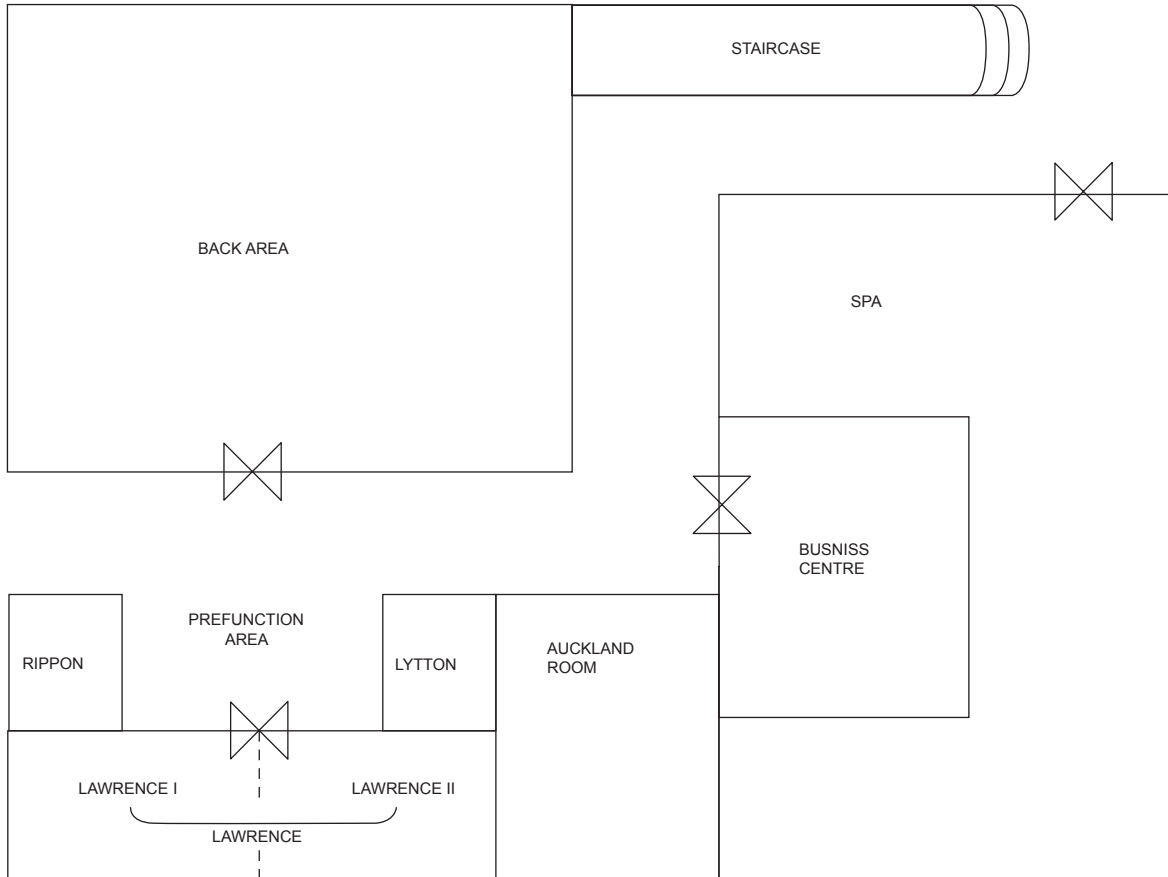 STAIRCASE
BACK AREA
SPA
BUSNISS
CENTRE
PREFUNCTION
AREA
RIPPON
LYTTON
AUCKLAND
ROOM
LAWRENCE I
LAWRENCE II
LAWRENCE